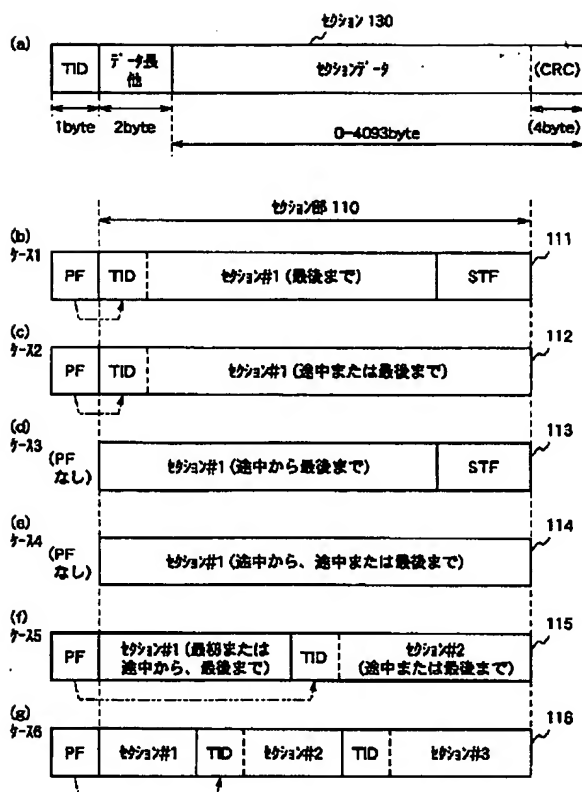 (a)
セクション 130
TID
データ長
他
セクションデータ
(CRC)
1byte
2byte
0-4093byte
(4byte)
セクション部 110
(b)
ケース1
PF
TID
セクション#1 (最後まで)
STF
111
(c)
ケース2
PF
TID
セクション#1 (途中または最後まで)
112
(d)
ケース3
(PF
なし)
セクション#1 (途中から最後まで)
STF
113
(e)
ケース4
(PF
なし)
セクション#1 (途中から、途中または最後まで)
114
(f)
ケース5
PF
セクション#1 (最初または
途中から、最後まで)
TID
セクション#2
(途中または最後まで)
115
(g)
ケース6
PF
セクション#1
TID
セクション#2
TID
セクション#3
116